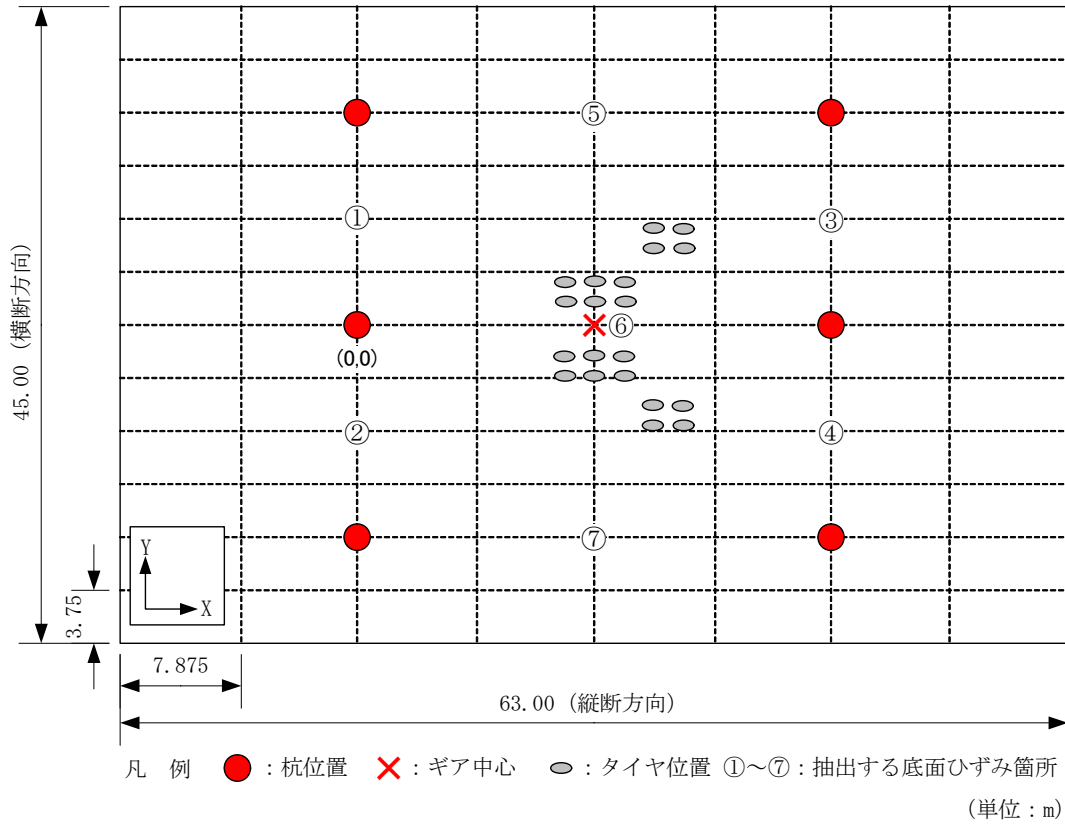 ⑤
①
③
⑥
(0,0)
②
④
⑦
45.00 (横断方向)
3.75
Y
X
7.875
63.00 (縦断方向)
凡 例 :杭位置 :ギア中心 :タイヤ位置 ①～⑦:抽出する底面ひずみ箇所
(単位:m)